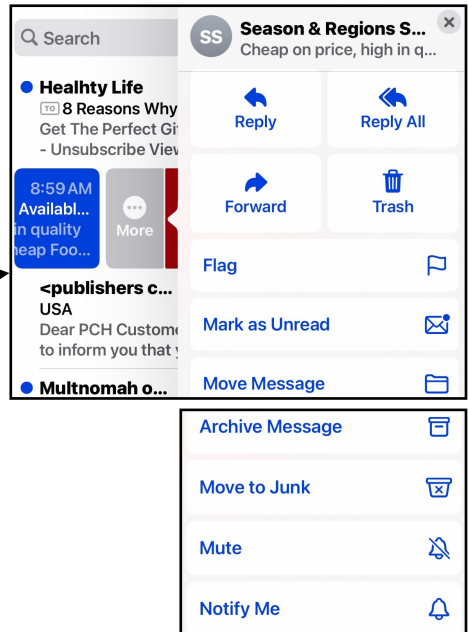 Search
Healhty Life
TO 8 Reasons Why
Get The Perfect Gi
- Unsubscribe View
8:59 AM
Availabl...
in quality
heap Foo...
More
<publishers c...
USA
Dear PCH Custome
to inform you that y
Multnomah o...
SS
Season & Regions S...
Cheap on price, high in q...
Reply
Reply All
Forward
Trash
Flag
Mark as Unread
Move Message
Archive Message
Move to Junk
Mute
Notify Me